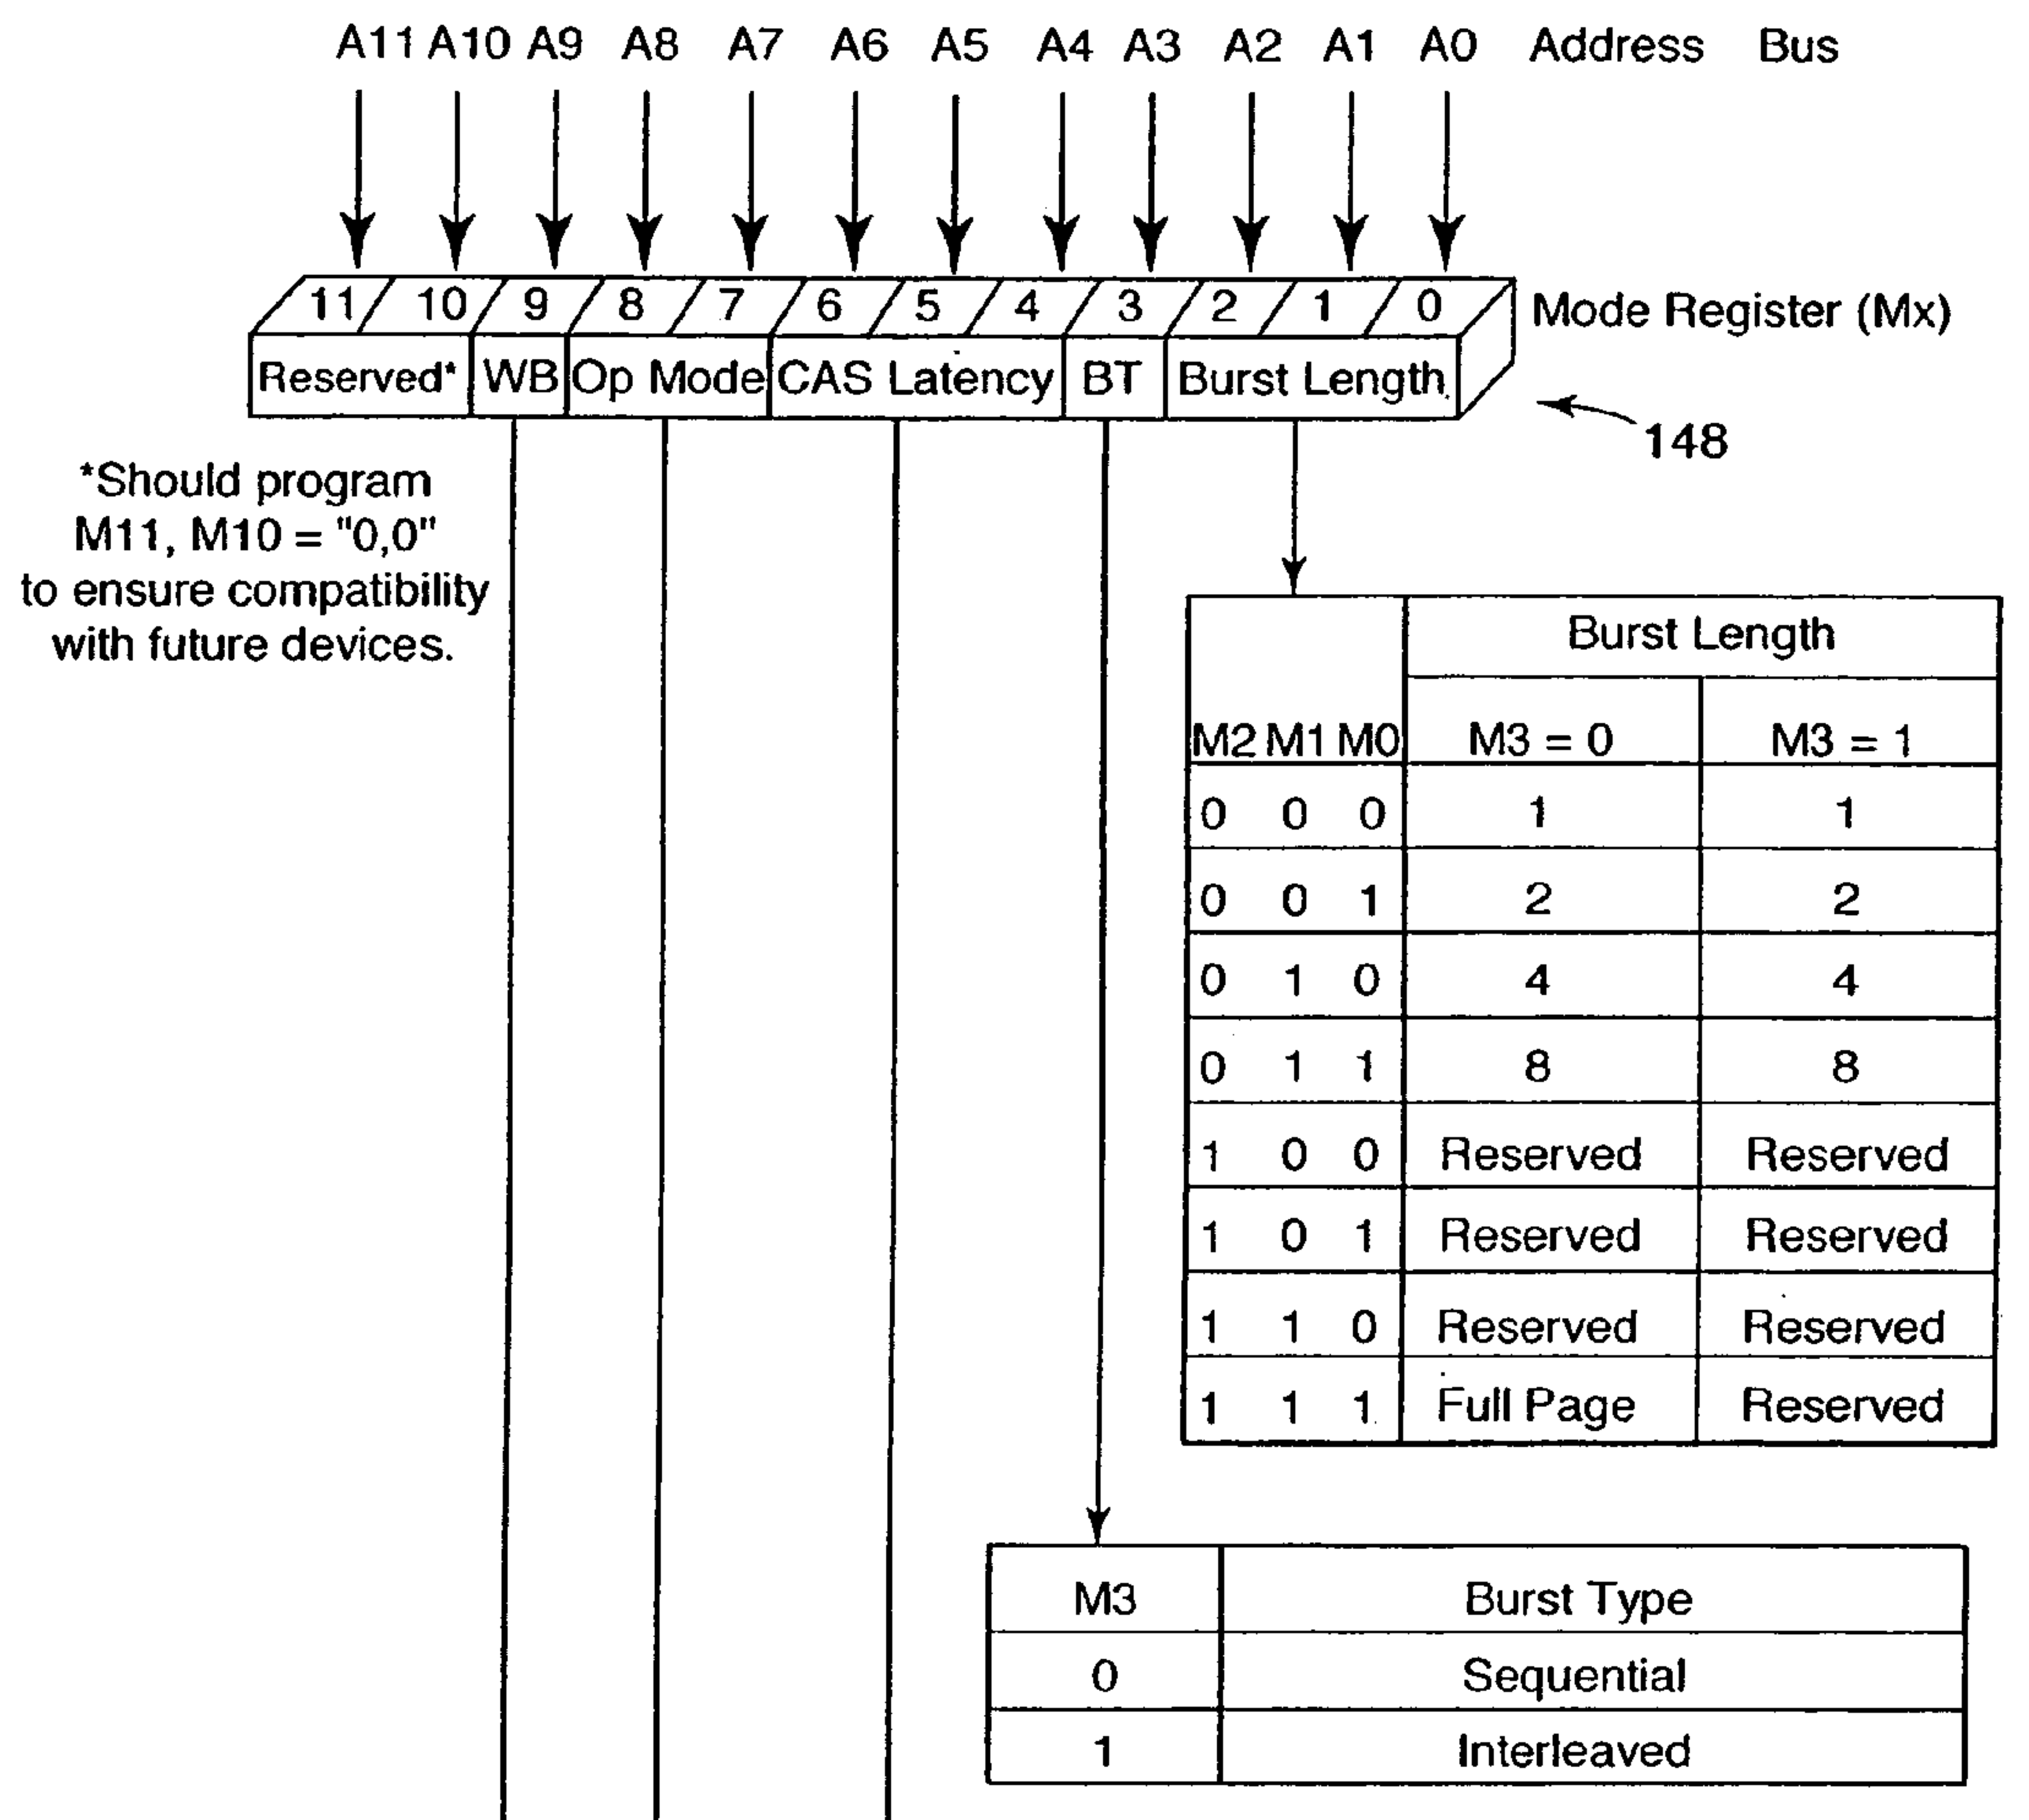 A11 A10 A9 A8 A7 A6 A5 A4 A3 A2 A1 A0 Address Bus
11 10 9 8 7 6 5 4 3 2 1 0 Mode Register (Mx)
Reserved* WB Op Mode CAS Latency BT Burst Length
148
*Should program
M11, M10 = "0,0"
to ensure compatibility
with future devices.
Burst Length
M2 M1 M0 M3 = 0 M3 = 1
0 0 0 1 1
0 0 1 2 2
0 1 0 4 4
0 1 1 8 8
1 0 0 Reserved Reserved
1 0 1 Reserved Reserved
1 1 0 Reserved Reserved
1 1 1 Full Page Reserved
M3 Burst Type
0 Sequential
1 Interleaved